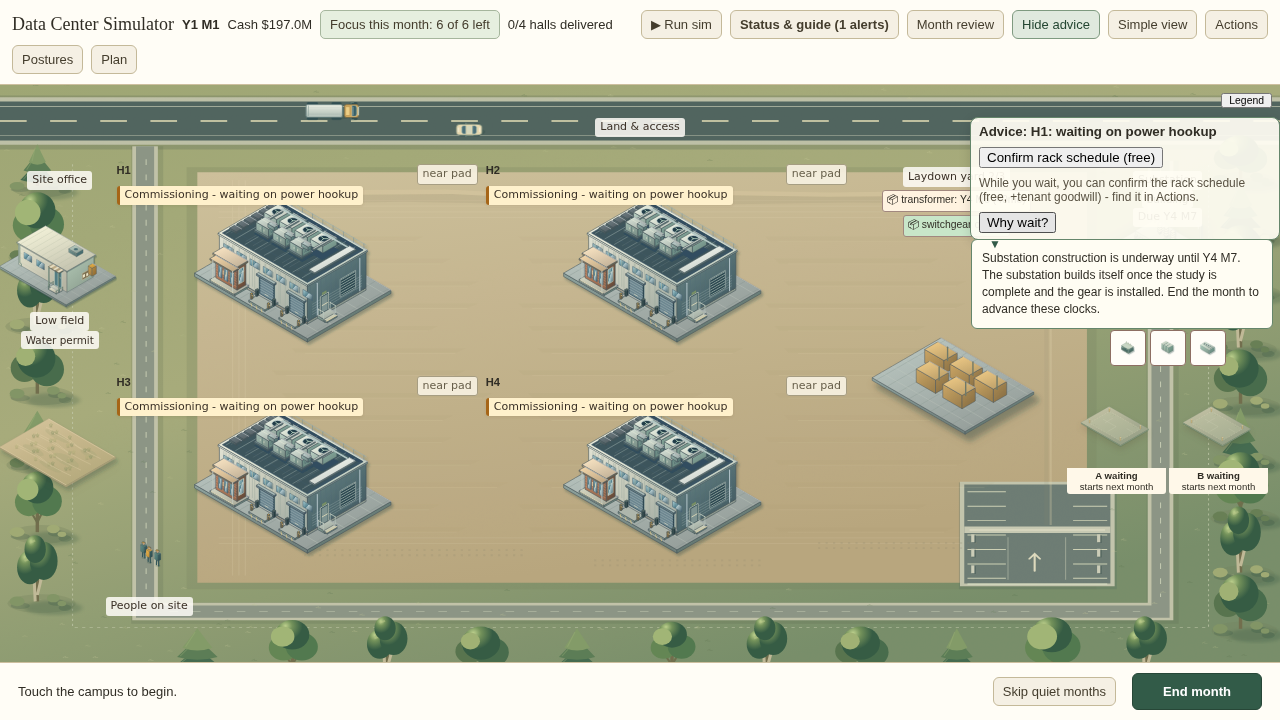 Data Center Simulator Y1 M1 Cash $197.0M Focus this month: 6 of 6 left 0/4 halls delivered ▶ Run sim Status & guide (1 alerts) Month review Hide advice Simple view Actions
Postures Plan
Legend
Land & access
Advice: H1: waiting on power hookup
Confirm rack schedule (free)
While you wait, you can confirm the rack schedule
(free, +tenant goodwill) - find it in Actions.
Why wait?
Substation construction is underway until Y4 M7.
The substation builds itself once the study is
complete and the gear is installed. End the month to
advance these clocks.
Site office
H1
near pad
Commissioning - waiting on power hookup
H2
near pad
Commissioning - waiting on power hookup
Laydown
transformer: Y4
switchgear
Due Y4 M7
Low field
Water permit
H3
near pad
Commissioning - waiting on power hookup
H4
near pad
Commissioning - waiting on power hookup
A waiting
starts next month
B waiting
starts next month
People on site
Touch the campus to begin.
Skip quiet months
End month